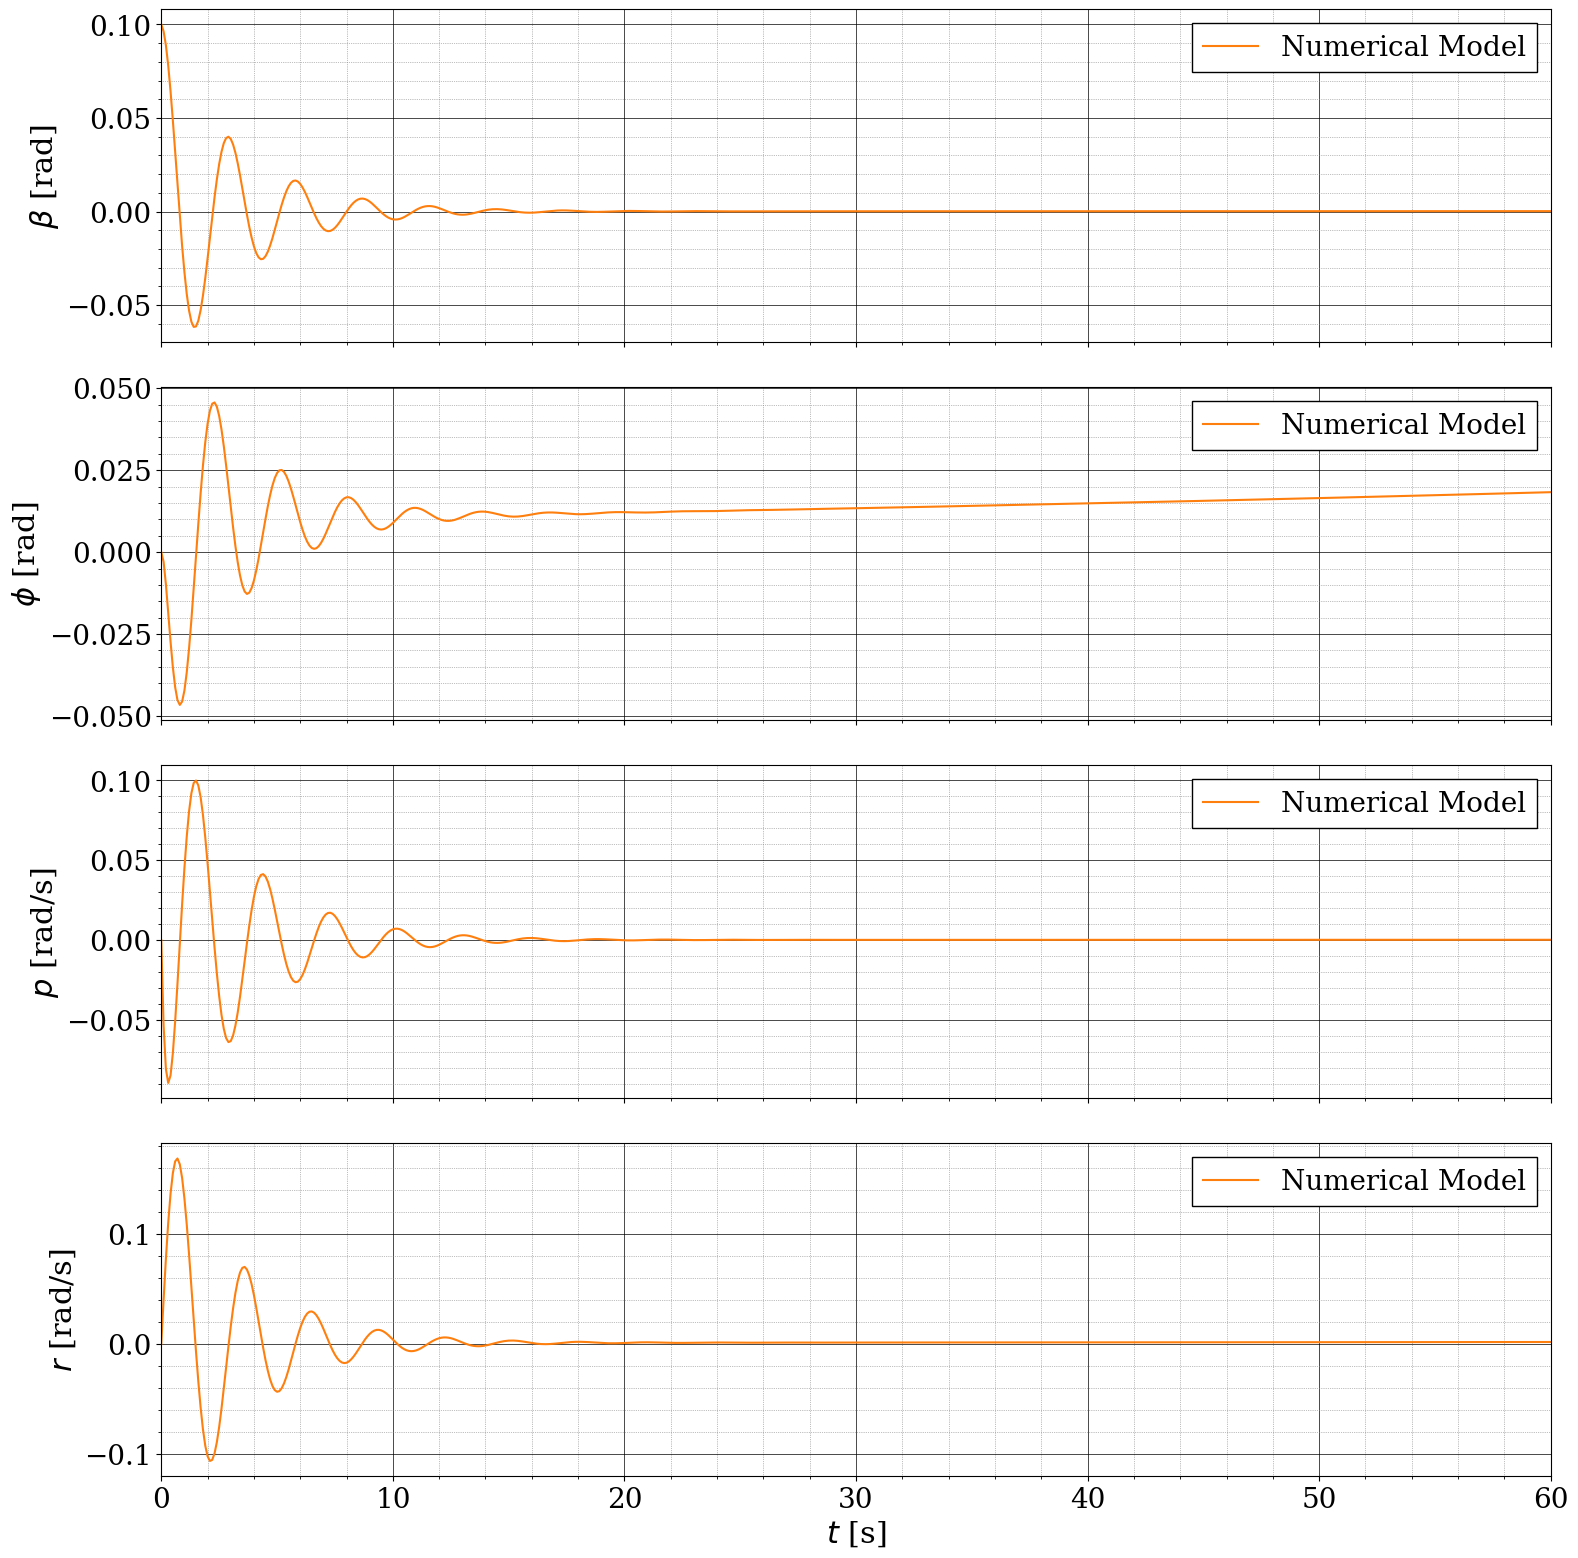 0.10
0.05
0.00
−0.05
β [rad]
Numerical Model
0.050
0.025
0.000
−0.025
−0.050
ϕ [rad]
Numerical Model
0.10
0.05
0.00
−0.05
p [rad/s]
Numerical Model
0.1
0.0
−0.1
r [rad/s]
Numerical Model
0 10 20 30 40 50 60
t [s]